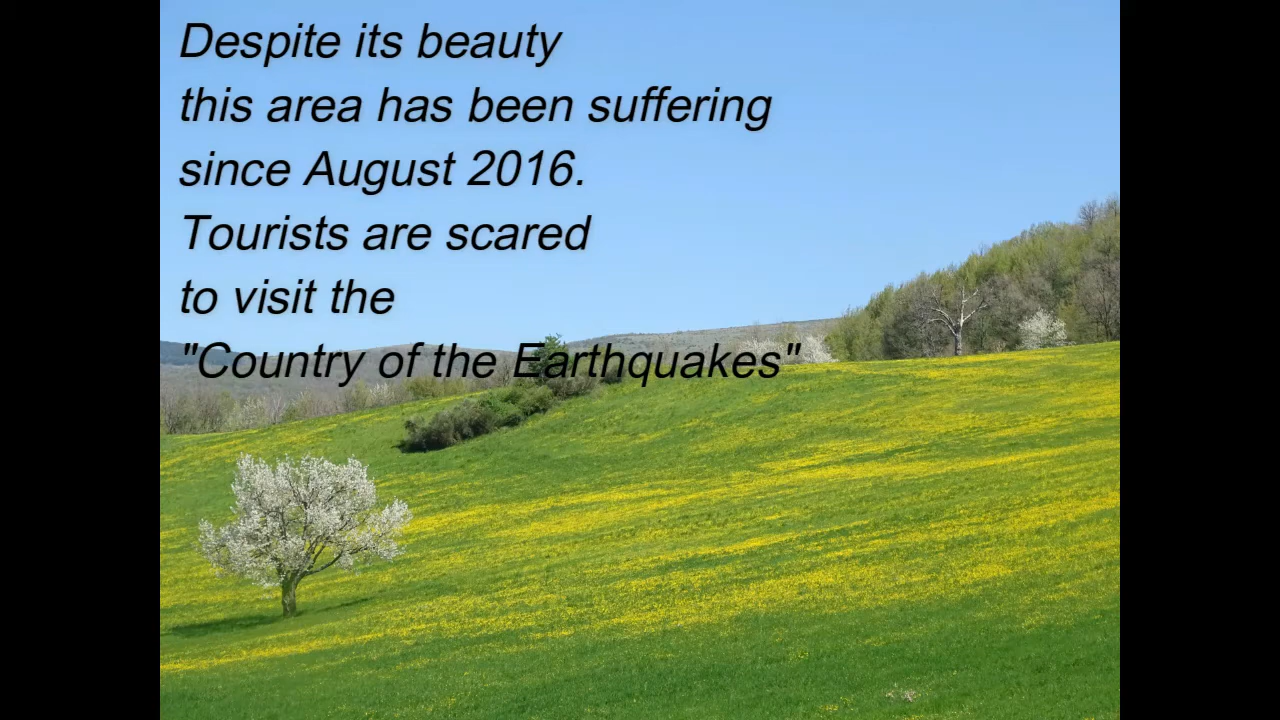 Despite its beauty
this area has been suffering
since August 2016.
Tourists are scared
to visit the
"Country of the Earthquakes"